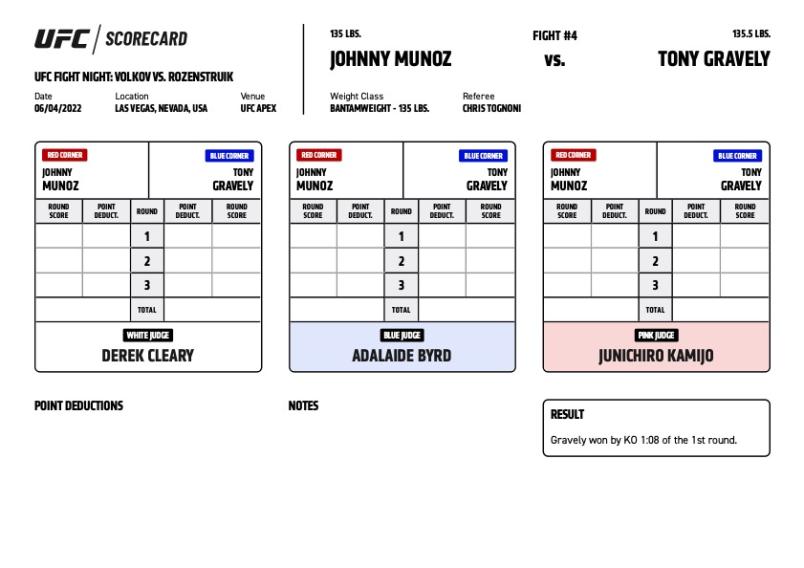 UFC / SCORECARD
UFC FIGHT NIGHT: VOLKOV VS. ROZENSTRUIK
Date Location Venue
06/04/2022 LAS VEGAS, NEVADA, USA UFC APEX
135 LBS. FIGHT #4 135.5 LBS.
JOHNNY MUNOZ vs. TONY GRAVELY
Weight Class Referee
BANTAMWEIGHT - 135 LBS. CHRIS TOGNONI
RED CORNER BLUE CORNER
JOHNNY TONY
MUNOZ GRAVELY
ROUND POINT ROUND POINT ROUND
SCORE DEDUCT. DEDUCT. SCORE
1
2
3
TOTAL
WHITE JUDGE
DEREK CLEARY
RED CORNER BLUE CORNER
JOHNNY TONY
MUNOZ GRAVELY
ROUND POINT ROUND POINT ROUND
SCORE DEDUCT. DEDUCT. SCORE
1
2
3
TOTAL
BLUE JUDGE
ADALAIDE BYRD
RED CORNER BLUE CORNER
JOHNNY TONY
MUNOZ GRAVELY
ROUND POINT ROUND POINT ROUND
SCORE DEDUCT. DEDUCT. SCORE
1
2
3
TOTAL
PINK JUDGE
JUNICHIRO KAMIJO
POINT DEDUCTIONS
NOTES
RESULT
Gravely won by KO 1:08 of the 1st round.